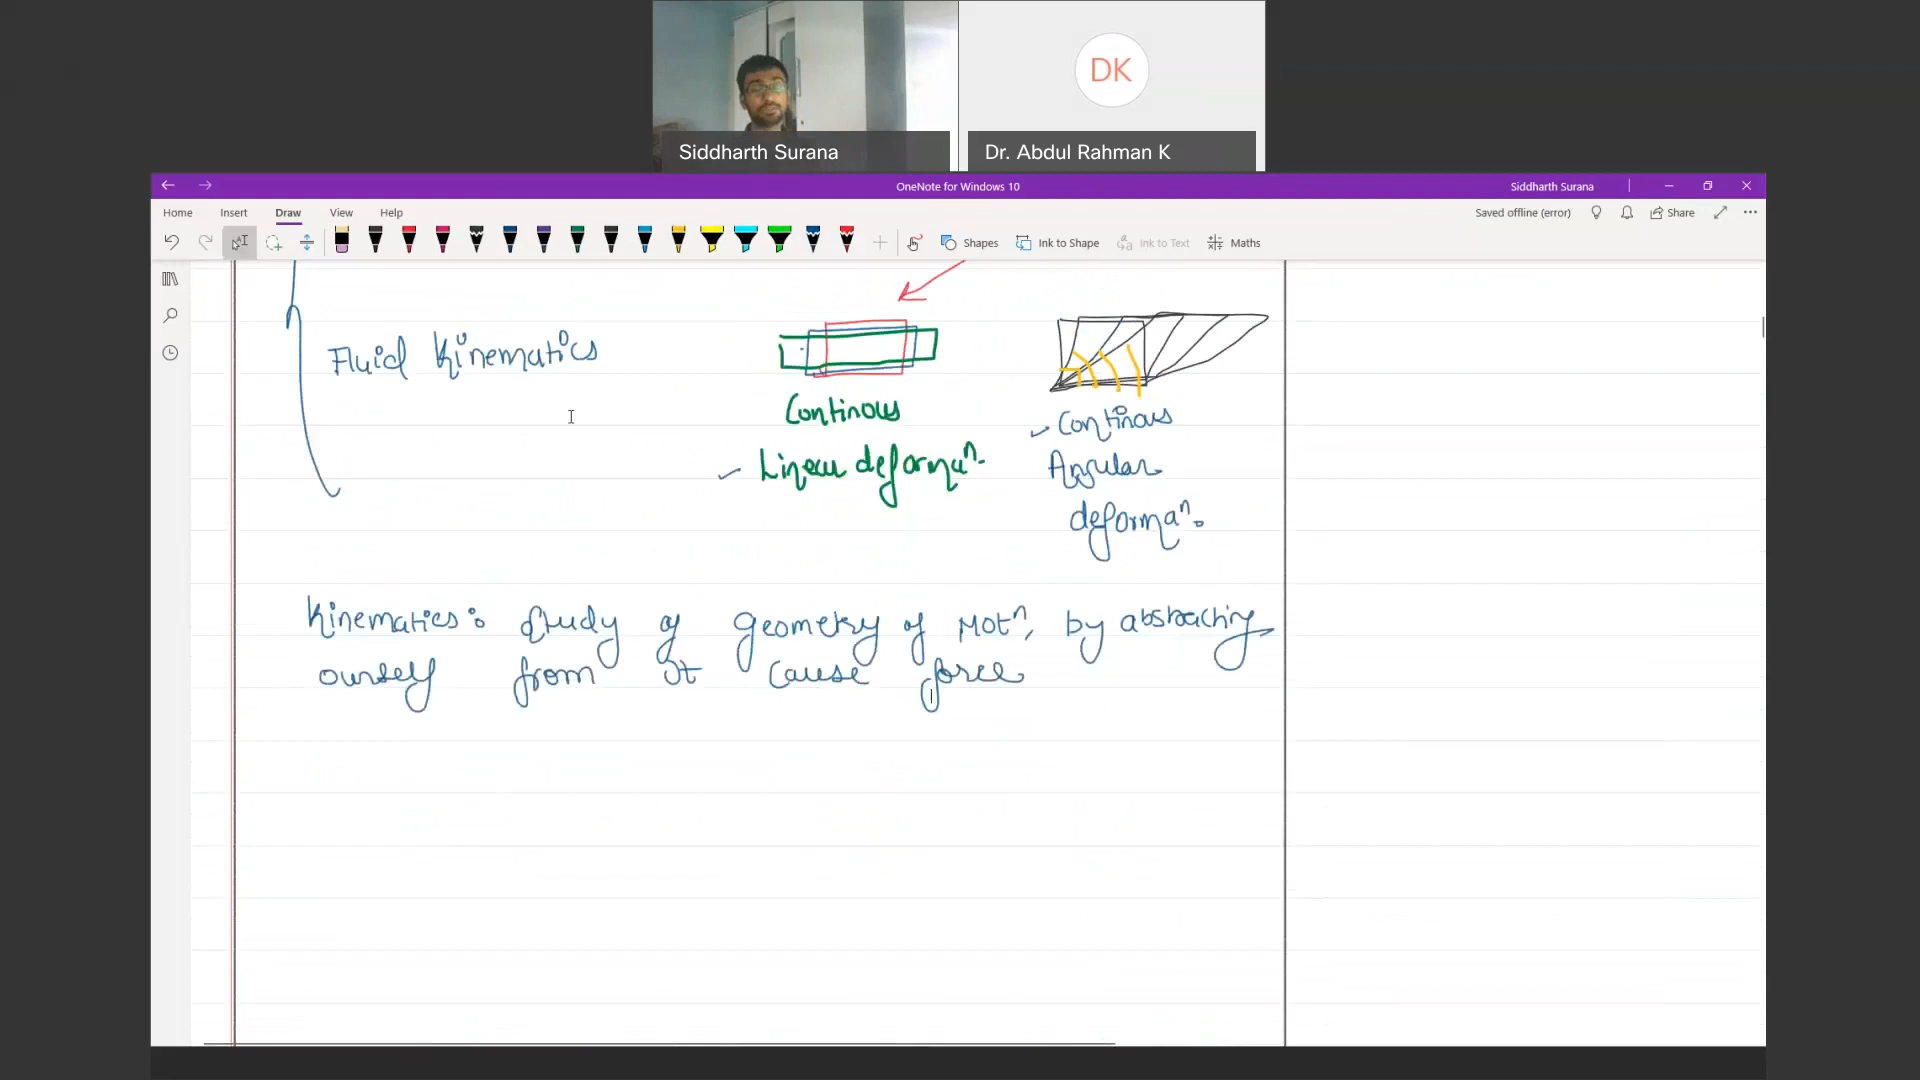 DK
Siddharth Surana
Dr. Abdul Rahman K
OneNote for Windows 10
Siddharth Surana
Home Insert Draw View Help
Saved offline (error)
Share
Shapes
Ink to Shape
Ink to Text
Maths
Fluid Kinematics
Continous
Linear deformaⁿ.
Continous
Angular
deformaⁿ.
Kinematics: Study of geometry of Motⁿ, by abstracting
ourself from it cause force